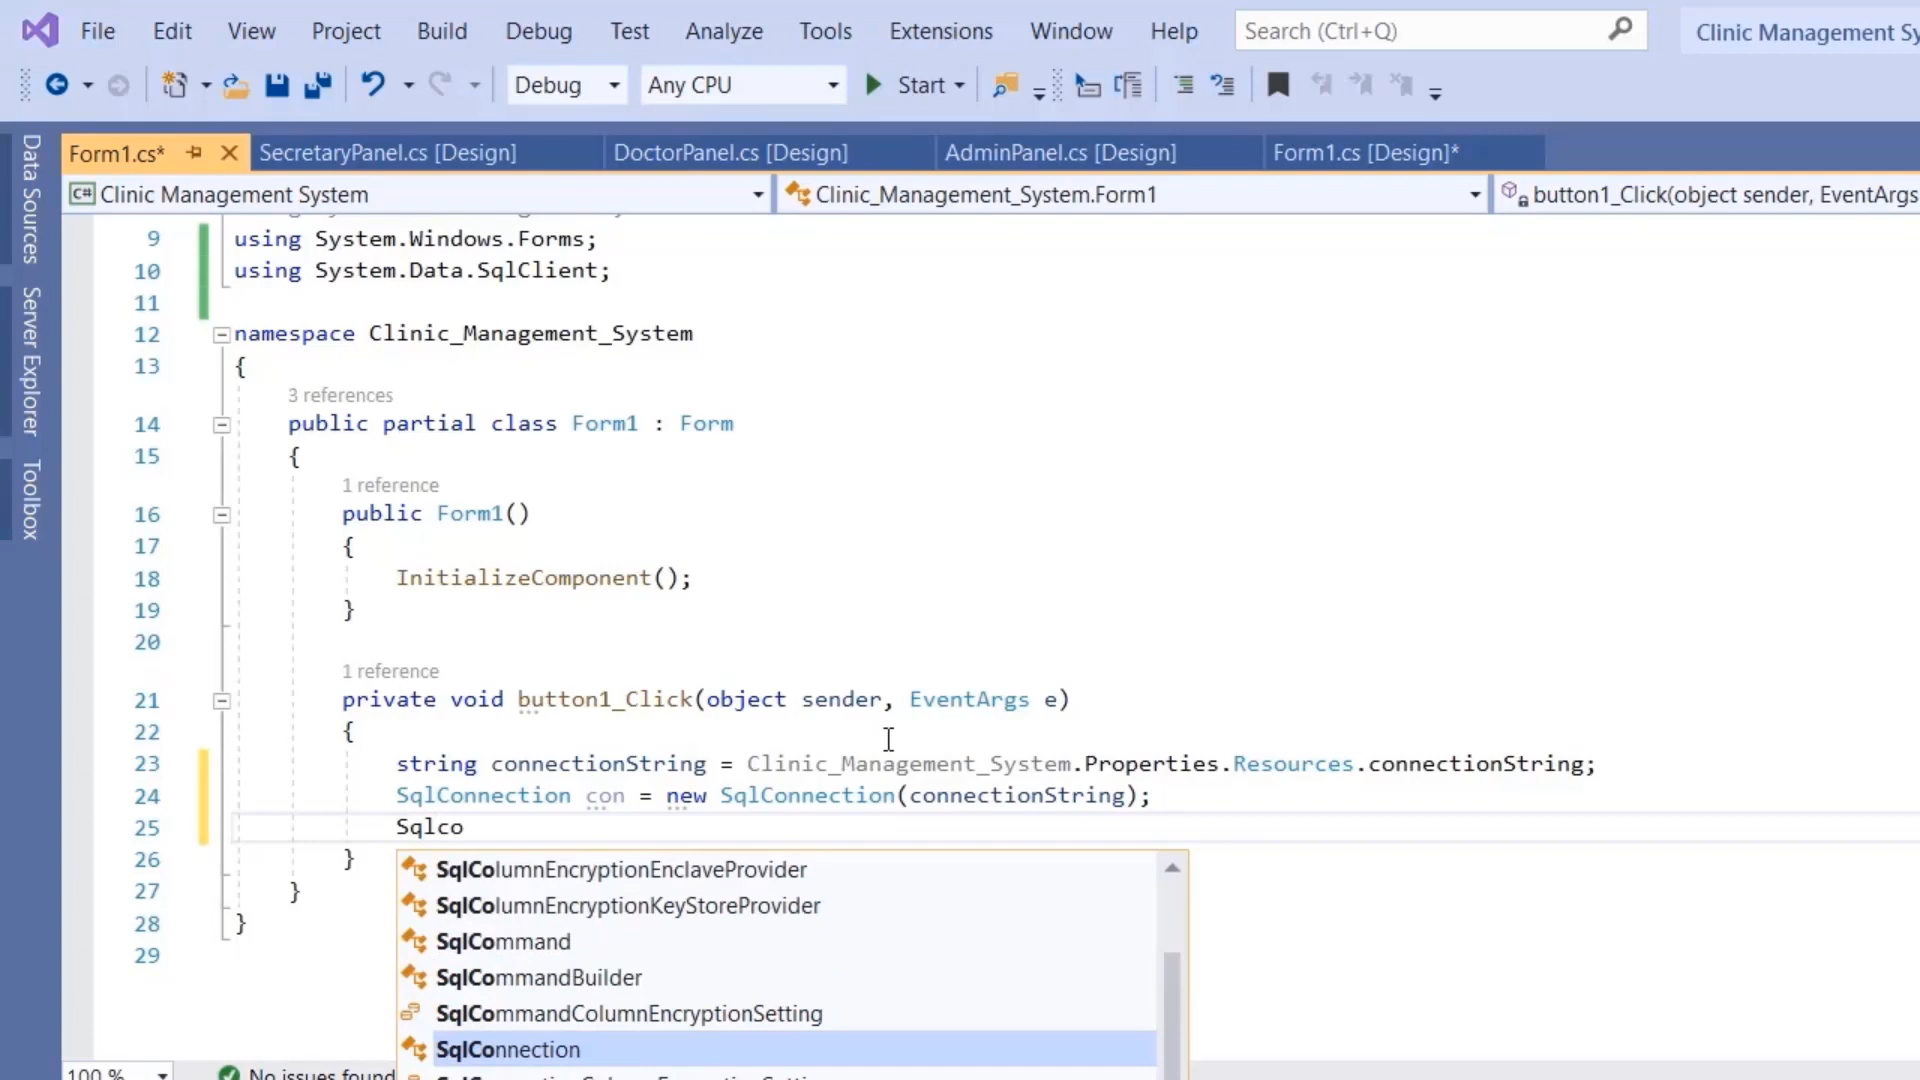 File Edit View Project Build Debug Test Analyze Tools Extensions Window Help Search (Ctrl+Q) Clinic Management Sy
Debug Any CPU Start
Form1.cs* SecretaryPanel.cs [Design] DoctorPanel.cs [Design] AdminPanel.cs [Design] Form1.cs [Design]*
C# Clinic Management System Clinic_Management_System.Form1 button1_Click(object sender, EventArgs
Data Sources
Server Explorer
Toolbox
9 using System.Windows.Forms;
10 using System.Data.SqlClient;
11
12 namespace Clinic_Management_System
13 {
3 references
14 public partial class Form1 : Form
15 {
1 reference
16 public Form1()
17 {
18 InitializeComponent();
19 }
20
1 reference
21 private void button1_Click(object sender, EventArgs e)
22 {
23 string connectionString = Clinic_Management_System.Properties.Resources.connectionString;
24 SqlConnection con = new SqlConnection(connectionString);
25 Sqlco
26 }
27 }
28 }
29
SqlColumnEncryptionEnclaveProvider
SqlColumnEncryptionKeyStoreProvider
SqlCommand
SqlCommandBuilder
SqlCommandColumnEncryptionSetting
SqlConnection
100 % No issues found